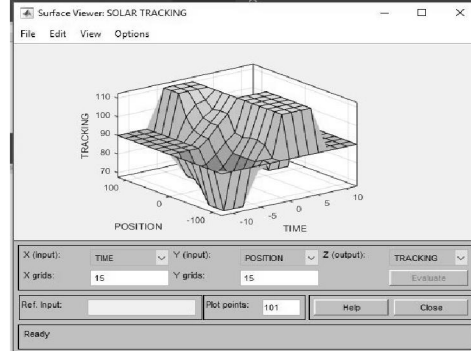 Surface Viewer: SOLAR TRACKING
File Edit View Options
110
100
90
80
70
TRACKING
100
0
-100
POSITION
-10
-5
0
5
10
TIME
X (input): TIME Y (input): POSITION Z (output): TRACKING
X grids: 15 Y grids: 15 Evaluate
Ref. Input: Plot points: 101 Help Close
Ready